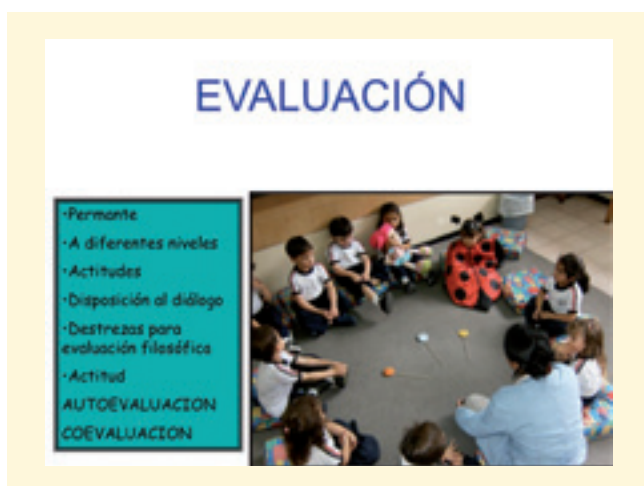 EVALUACIÓN
·Permante
·A diferentes niveles
·Actitudes
·Disposición al diálogo
·Destrezas para
evaluación filosófica
·Actitud
AUTOEVALUACION
COEVALUACION